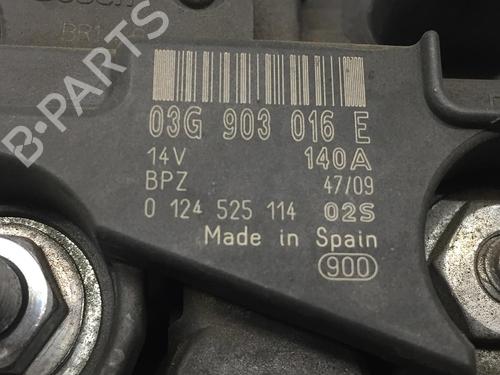 03G 903 016 E
14V 140A
BPZ 47/09
0 124 525 114 02S
Made in Spain
900
B-Parts